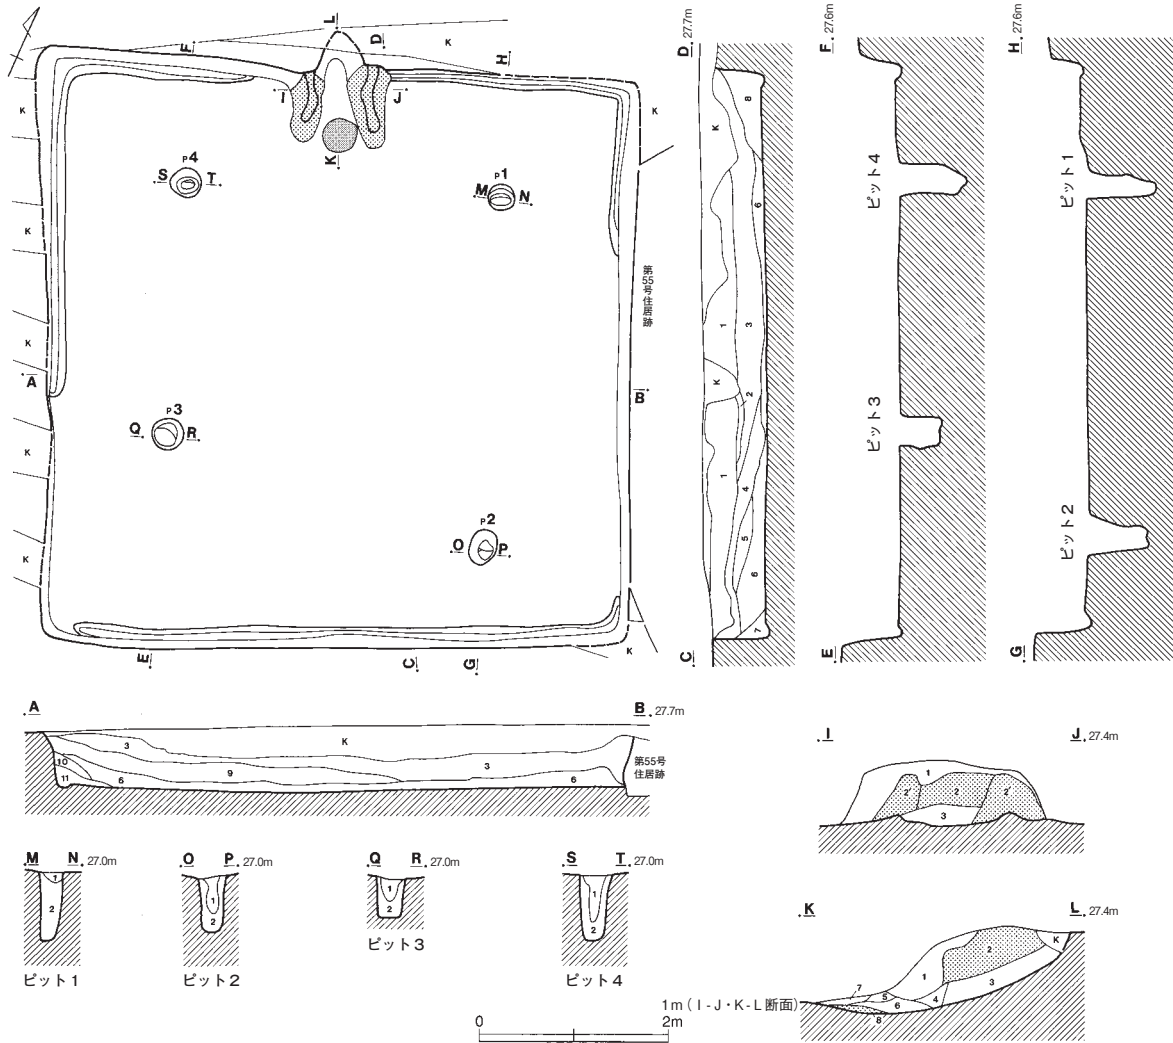 L
F
D
K
H
I
J
K
K
K
S
P4
T
P1
M
N
K
第55号住居跡
K
A
B
P3
Q
R
K
P2
O
P
K
K
E
C
G
D 27.7m
8
K
6
1
3
K
2
1
4
5
6
7
C
F 27.6m
ピット4
ピット3
E
H 27.6m
ピット1
ピット2
G
A
B 27.7m
K
3
10
11
6
9
3
6
第55号
住居跡
I
J 27.4m
1
2'
2
2'
3
M N 27.0m
1
2
ピット1
O P 27.0m
1
2
ピット2
Q R 27.0m
1
2
ピット3
S T 27.0m
1
2
ピット4
K
L 27.4m
K
2
1
3
7
5
6
4
8
1m(I-J・K-L断面)
0
2m